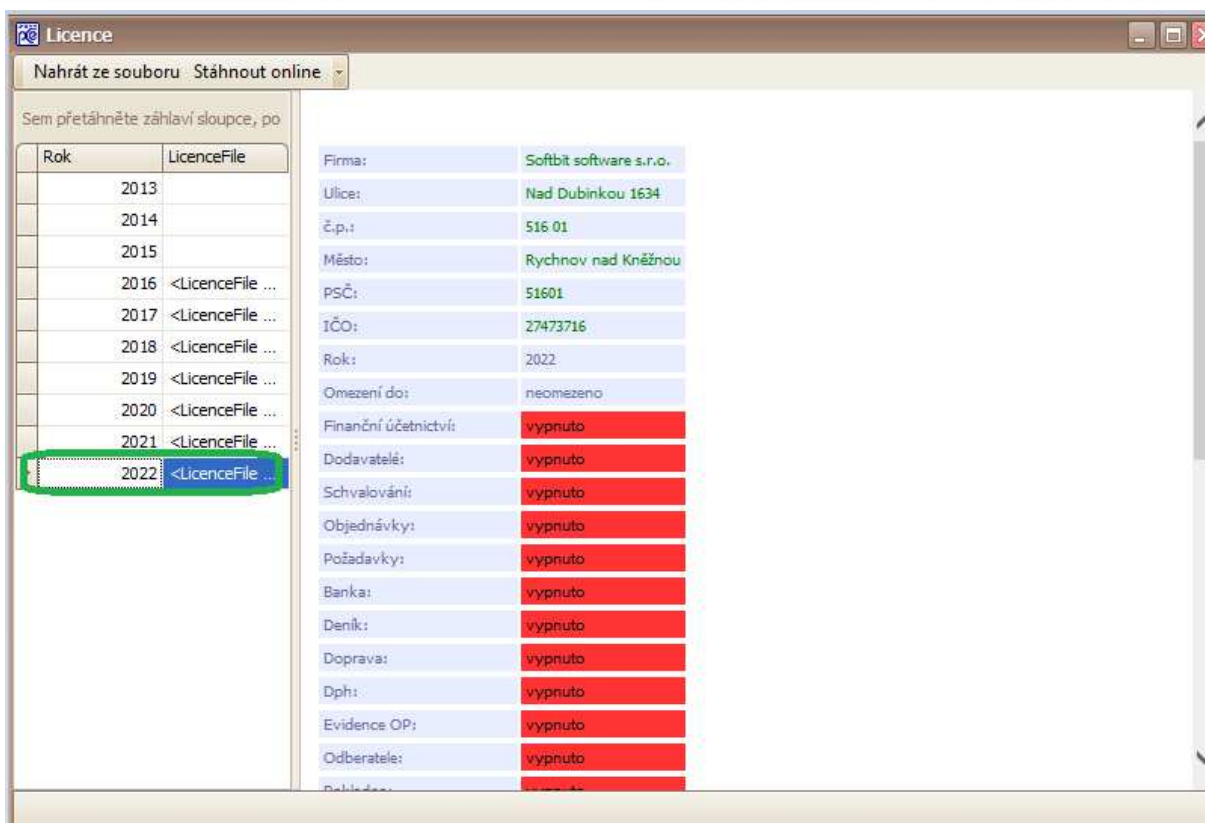 Licence
Nahrát ze souboru Stáhnout online
Sem přetáhněte záhlaví sloupce, po
Rok LicenceFile
2013
2014
2015
2016 <LicenceFile ...
2017 <LicenceFile ...
2018 <LicenceFile ...
2019 <LicenceFile ...
2020 <LicenceFile ...
2021 <LicenceFile ...
2022 <LicenceFile ...
Firma: Softbit software s.r.o.
Ulice: Nad Dubinkou 1634
č.p.: 516 01
Město: Rychnov nad Kněžnou
PSČ: 51601
IČO: 27473716
Rok: 2022
Omezení do: neomezeno
Finanční účetnictví: vypnuto
Dodavatelé: vypnuto
Schvalování: vypnuto
Objednávky: vypnuto
Požadavky: vypnuto
Banka: vypnuto
Deník: vypnuto
Doprava: vypnuto
Dph: vypnuto
Evidence OP: vypnuto
Odberatele: vypnuto